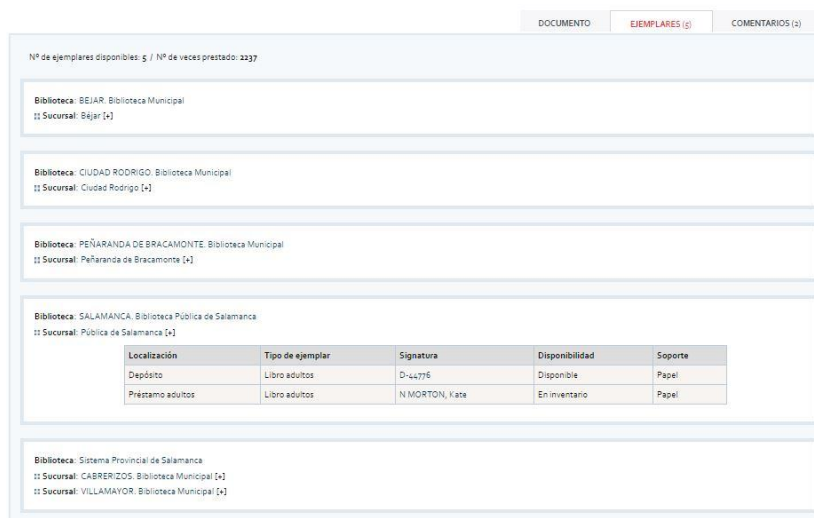 DOCUMENTO EJEMPLARES (5) COMENTARIOS (2)
Nº de ejemplares disponibles: 5 / Nº de veces prestado: 2237
Biblioteca: BEJAR. Biblioteca Municipal
Sucursal: Béjar [+]
Biblioteca: CIUDAD RODRIGO. Biblioteca Municipal
Sucursal: Ciudad Rodrigo [+]
Biblioteca: PEÑARANDA DE BRACAMONTE. Biblioteca Municipal
Sucursal: Peñaranda de Bracamonte [+]
Biblioteca: SALAMANCA. Biblioteca Pública de Salamanca
Sucursal: Pública de Salamanca [+]
Localización Tipo de ejemplar Signatura Disponibilidad Soporte
Depósito Libro adultos D-44776 Disponible Papel
Préstamo adultos Libro adultos N MORTON, Kate En inventario Papel
Biblioteca: Sistema Provincial de Salamanca
Sucursal: CABRERIZOS. Biblioteca Municipal [+]
Sucursal: VILLAMAYOR. Biblioteca Municipal [+]